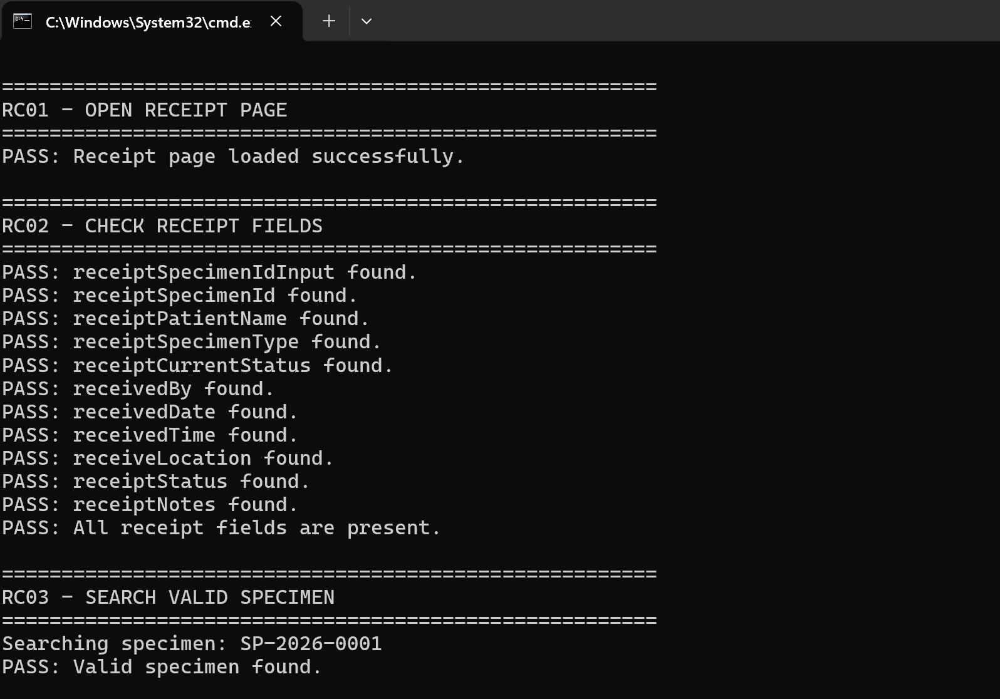 C:\Windows\System32\cmd.e
=======================================================
RC01 - OPEN RECEIPT PAGE
=======================================================
PASS: Receipt page loaded successfully.
=======================================================
RC02 - CHECK RECEIPT FIELDS
=======================================================
PASS: receiptSpecimenIdInput found.
PASS: receiptSpecimenId found.
PASS: receiptPatientName found.
PASS: receiptSpecimenType found.
PASS: receiptCurrentStatus found.
PASS: receivedBy found.
PASS: receivedDate found.
PASS: receivedTime found.
PASS: receiveLocation found.
PASS: receiptStatus found.
PASS: receiptNotes found.
PASS: All receipt fields are present.
=======================================================
RC03 - SEARCH VALID SPECIMEN
=======================================================
Searching specimen: SP-2026-0001
PASS: Valid specimen found.